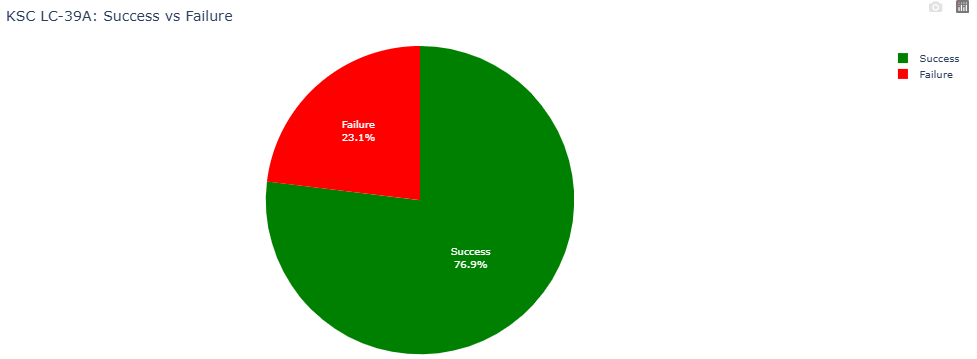 KSC LC-39A: Success vs Failure
Success
Failure
Failure
23.1%
Success
76.9%